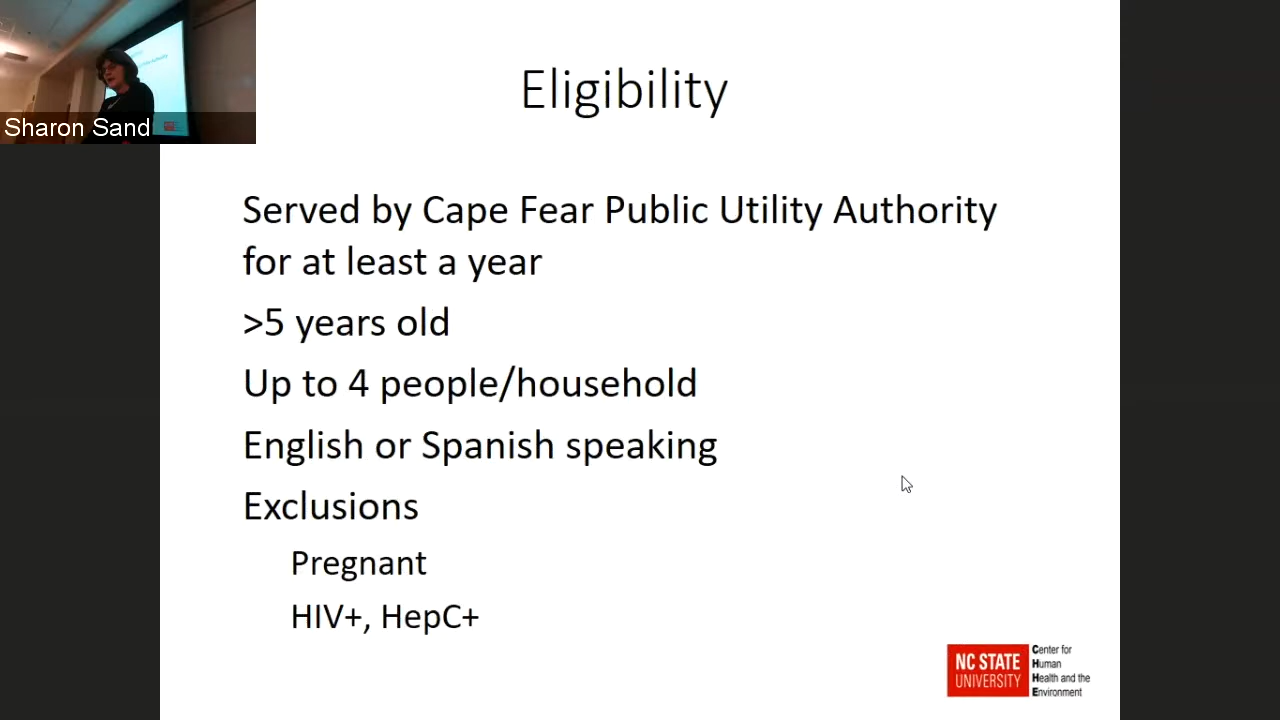 Sharon Sand
Eligibility
Served by Cape Fear Public Utility Authority
for at least a year
>5 years old
Up to 4 people/household
English or Spanish speaking
Exclusions
Pregnant
HIV+, HepC+
NC STATE
UNIVERSITY
Center for
Human
Health and the
Environment